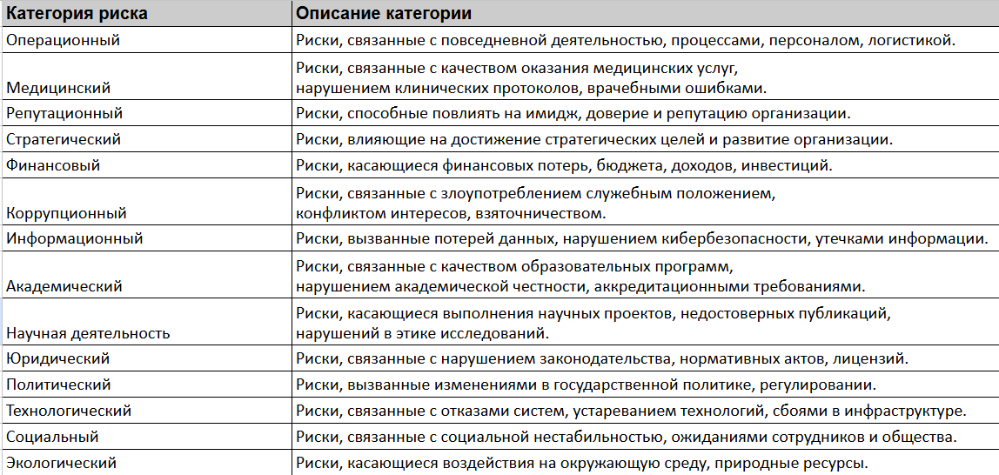 Категория риска Описание категории
Операционный Риски, связанные с повседневной деятельностью, процессами, персоналом, логистикой.
Риски, связанные с качеством оказания медицинских услуг,
Медицинский нарушением клинических протоколов, врачебными ошибками.
Репутационный Риски, способные повлиять на имидж, доверие и репутацию организации.
Стратегический Риски, влияющие на достижение стратегических целей и развитие организации.
Финансовый Риски, касающиеся финансовых потерь, бюджета, доходов, инвестиций.
Риски, связанные с злоупотреблением служебным положением,
Коррупционный конфликтом интересов, взяточничеством.
Информационный Риски, вызванные потерей данных, нарушением кибербезопасности, утечками информации.
Риски, связанные с качеством образовательных программ,
Академический нарушением академической честности, аккредитационными требованиями.
Риски, касающиеся выполнения научных проектов, недостоверных публикаций,
Научная деятельность нарушений в этике исследований.
Юридический Риски, связанные с нарушением законодательства, нормативных актов, лицензий.
Политический Риски, вызванные изменениями в государственной политике, регулировании.
Технологический Риски, связанные с отказами систем, устареванием технологий, сбоями в инфраструктуре.
Социальный Риски, связанные с социальной нестабильностью, ожиданиями сотрудников и общества.
Экологический Риски, касающиеся воздействия на окружающую среду, природные ресурсы.